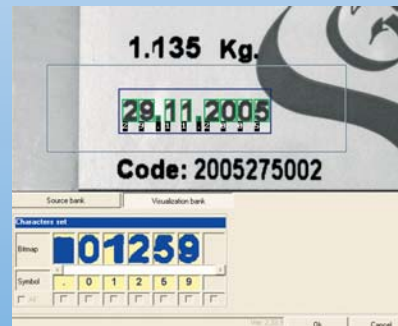 1.135 Kg.
29.11.2005
Code: 2005275002
Source bank
Visualization bank
Characters set
Bitmap
.01259
Symbol
. 0 1 2 5 9
All
Ok
Cancel